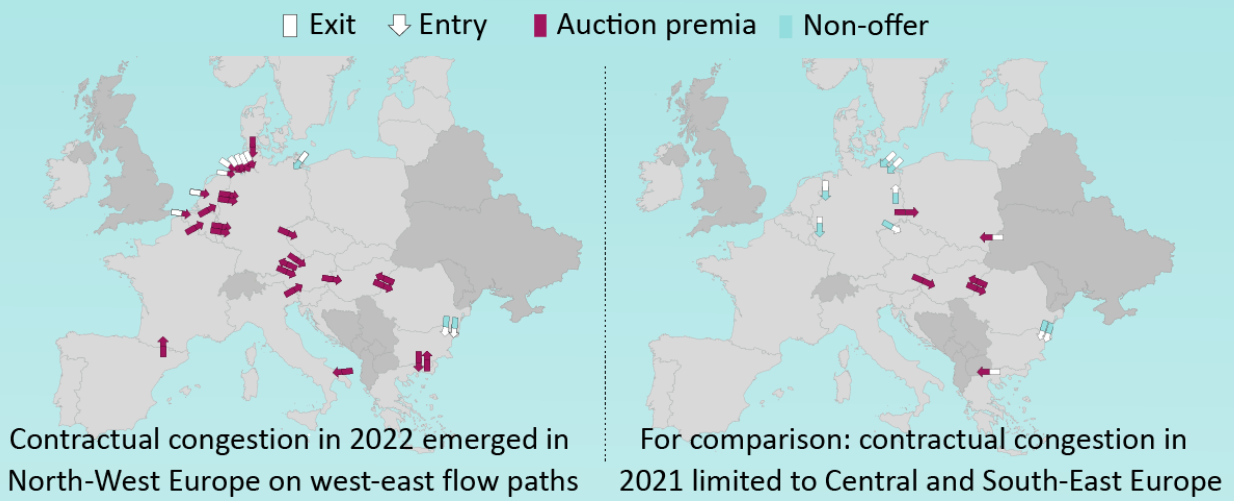 Exit Entry Auction premia Non-offer
Contractual congestion in 2022 emerged in
North-West Europe on west-east flow paths
For comparison: contractual congestion in
2021 limited to Central and South-East Europe